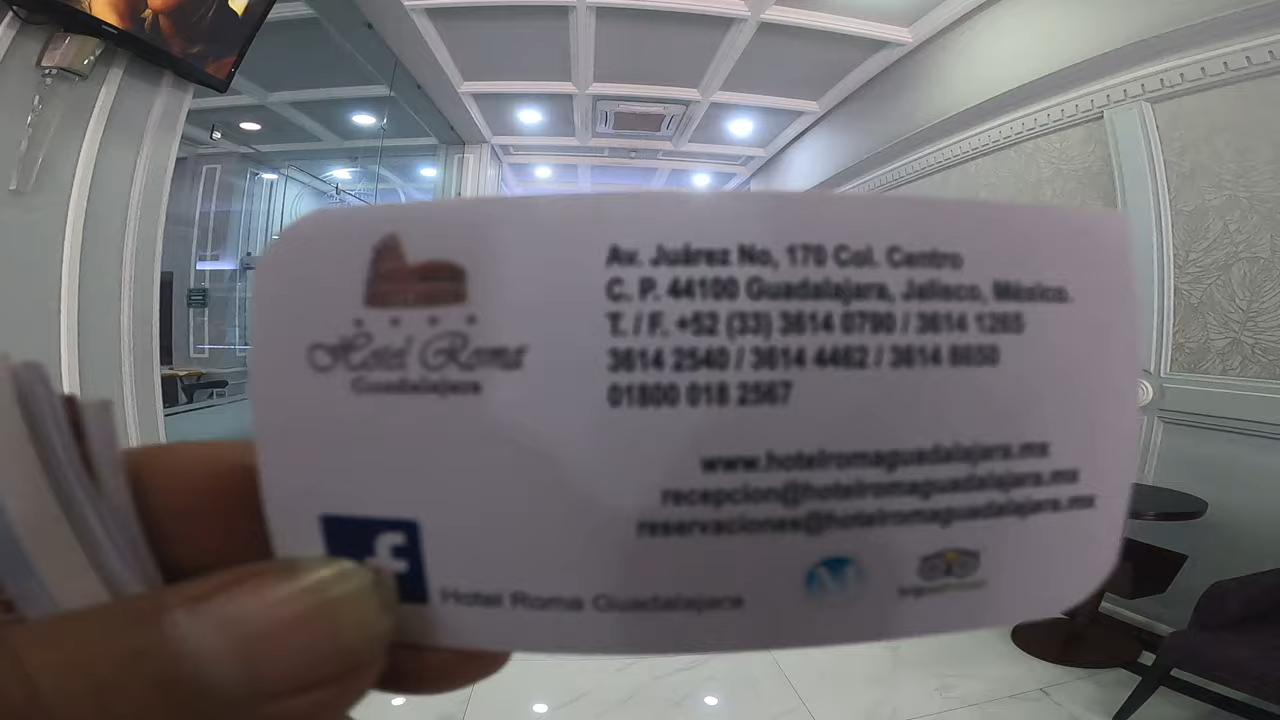 Hotel Roma
Guadalajara
Av. Juárez No, 170 Col. Centro
C. P. 44100 Guadalajara, Jalisco, México.
T. / F. +52 (33) 3614 0790 / 3614 1265
3614 2540 / 3614 4462 / 3614 8650
01800 018 2567
www.hotelromaguadalajara.mx
recepcion@hotelromaguadalajara.mx
reservaciones@hotelromaguadalajara.mx
f
Hotel Roma Guadalajara